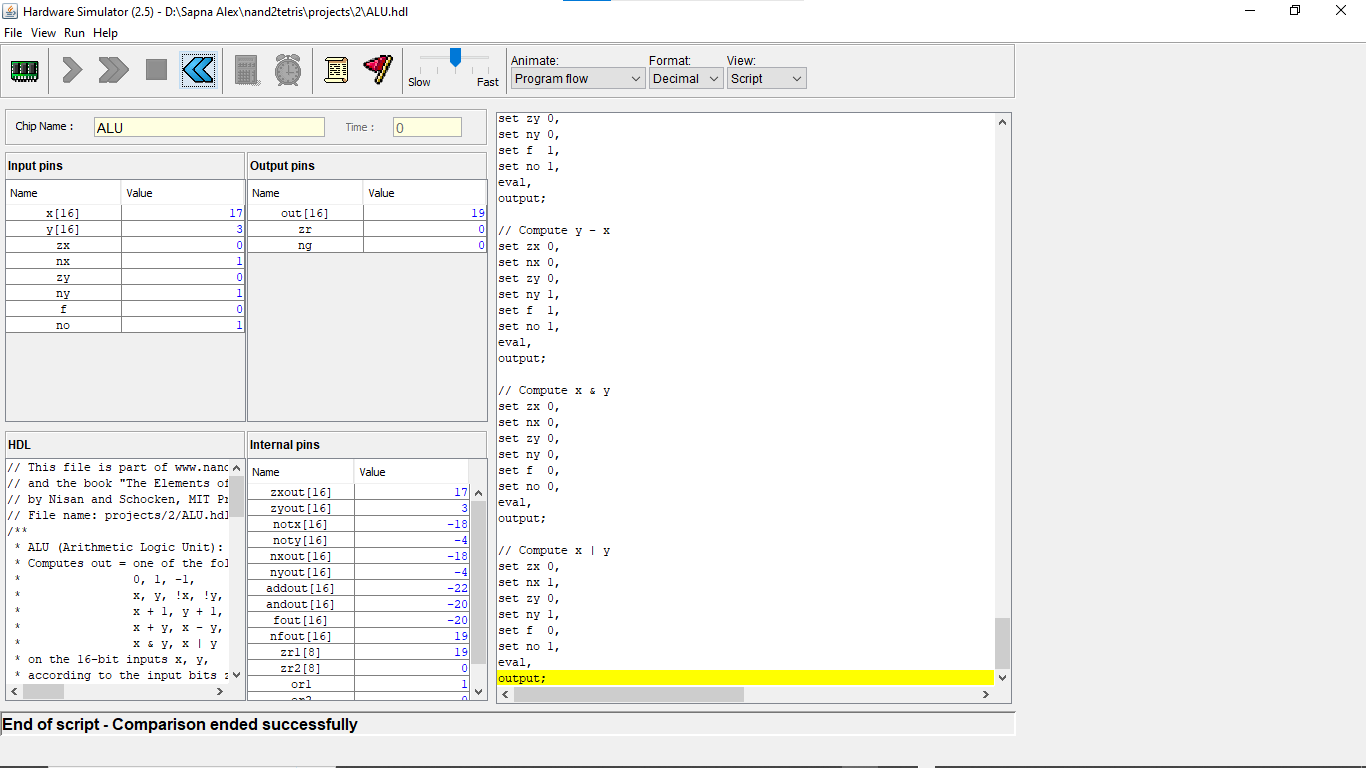 Hardware Simulator (2.5) - D:\Sapna Alex\nand2tetris\projects\2\ALU.hdl
File View Run Help
Slow Fast
Animate: Format: View:
Program flow Decimal Script
Chip Name : ALU Time : 0
Input pins
Name Value
x[16] 17
y[16] 3
zx 0
nx 1
zy 0
ny 1
f 0
no 1
Output pins
Name Value
out[16] 19
zr 0
ng 0
HDL
// This file is part of www.nand
// and the book "The Elements of
// by Nisan and Schocken, MIT Pr
// File name: projects/2/ALU.hdl
/**
* ALU (Arithmetic Logic Unit):
* Computes out = one of the fol
* 0, 1, -1,
* x, y, !x, !y,
* x + 1, y + 1,
* x + y, x - y,
* x & y, x | y
* on the 16-bit inputs x, y,
* according to the input bits z
Internal pins
Name Value
zxout[16] 17
zyout[16] 3
notx[16] -18
noty[16] -4
nxout[16] -18
nyout[16] -4
addout[16] -22
andout[16] -20
fout[16] -20
nfout[16] 19
zr1[8] 19
zr2[8] 0
or1 1
or2 0
set zy 0,
set ny 0,
set f 1,
set no 1,
eval,
output;
// Compute y - x
set zx 0,
set nx 0,
set zy 0,
set ny 1,
set f 1,
set no 1,
eval,
output;
// Compute x & y
set zx 0,
set nx 0,
set zy 0,
set ny 0,
set f 0,
set no 0,
eval,
output;
// Compute x | y
set zx 0,
set nx 1,
set zy 0,
set ny 1,
set f 0,
set no 1,
eval,
output;
End of script - Comparison ended successfully